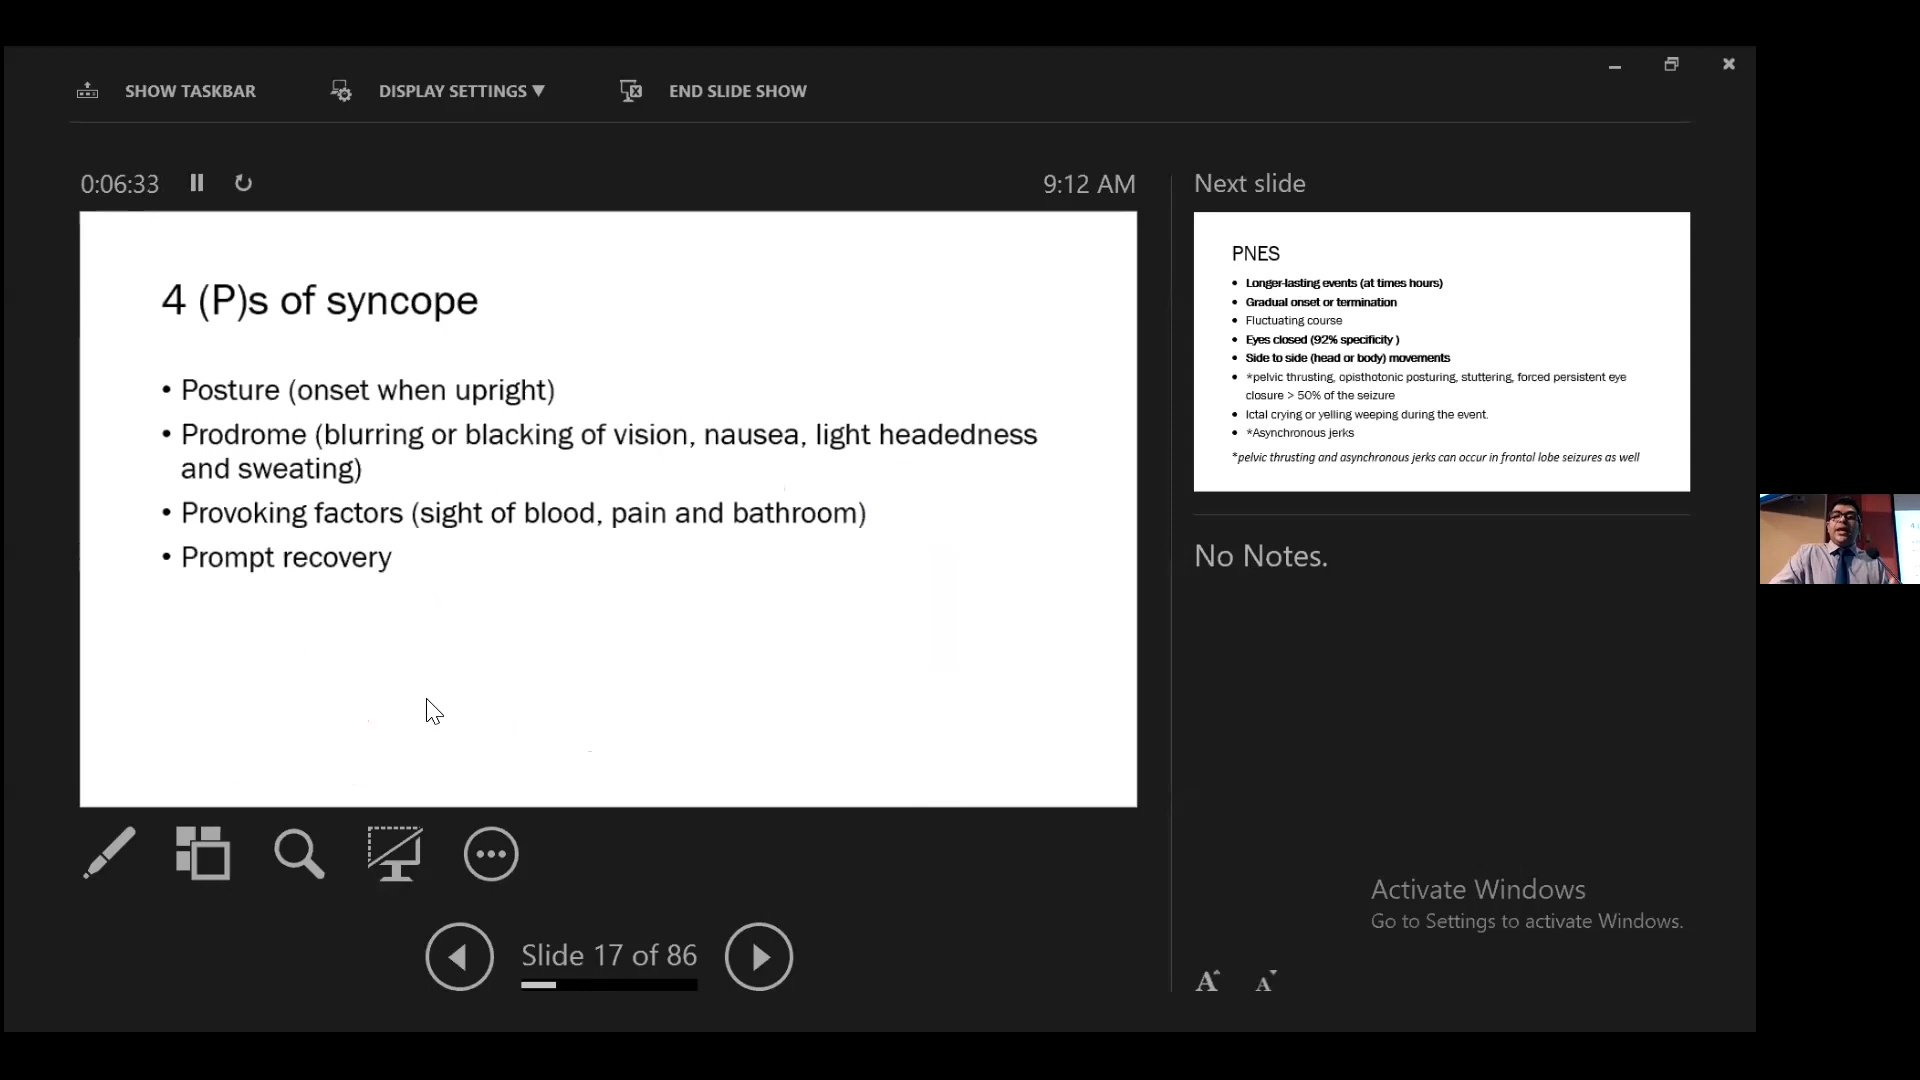 SHOW TASKBAR
DISPLAY SETTINGS ▼
END SLIDE SHOW
0:06:33
9:12 AM
4 (P)s of syncope
• Posture (onset when upright)
• Prodrome (blurring or blacking of vision, nausea, light headedness
and sweating)
• Provoking factors (sight of blood, pain and bathroom)
• Prompt recovery
Slide 17 of 86
Next slide
PNES
• Longer-lasting events (at times hours)
• Gradual onset or termination
• Fluctuating course
• Eyes closed (92% specificity )
• Side to side (head or body) movements
• *pelvic thrusting, opisthotonic posturing, stuttering, forced persistent eye
closure > 50% of the seizure
• Ictal crying or yelling weeping during the event.
• *Asynchronous jerks
*pelvic thrusting and asynchronous jerks can occur in frontal lobe seizures as well
No Notes.
Activate Windows
Go to Settings to activate Windows.
A A